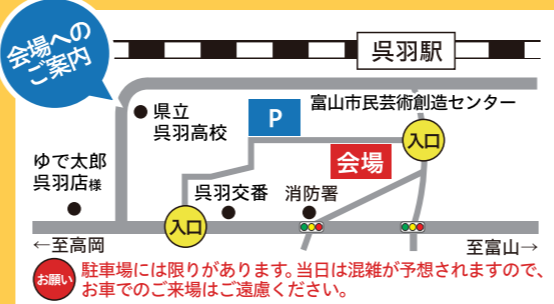 会場への
ご案内
呉羽駅
富山市民芸術創造センター
県立
呉羽高校
P
入口
会場
ゆで太郎
呉羽店様
呉羽交番
消防署
入口
←至高岡
至富山→
お願い
駐車場には限りがあります。当日は混雑が予想されますので、
お車でのご来場はご遠慮ください。